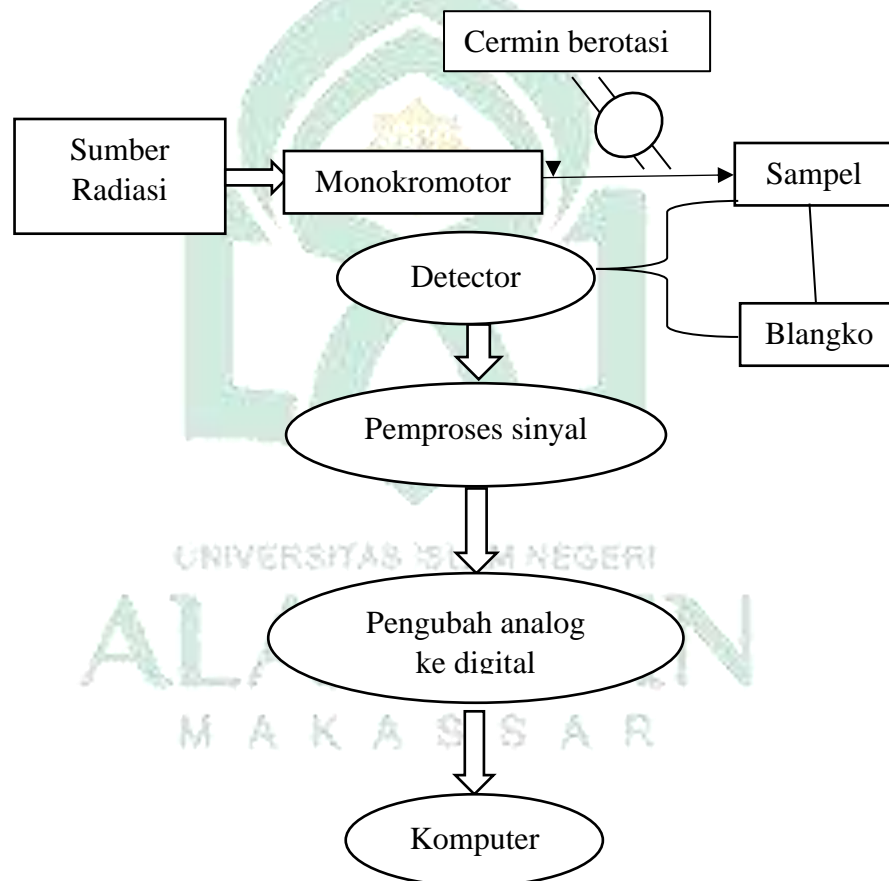 Cermin berotasi
Sumber
Radiasi
Monokromotor
Sampel
Detector
Blangko
Pemproses sinyal
UNIVERSITAS ISLAM NEGERI
Pengubah analog
ke digital
MAKASSAR
Komputer